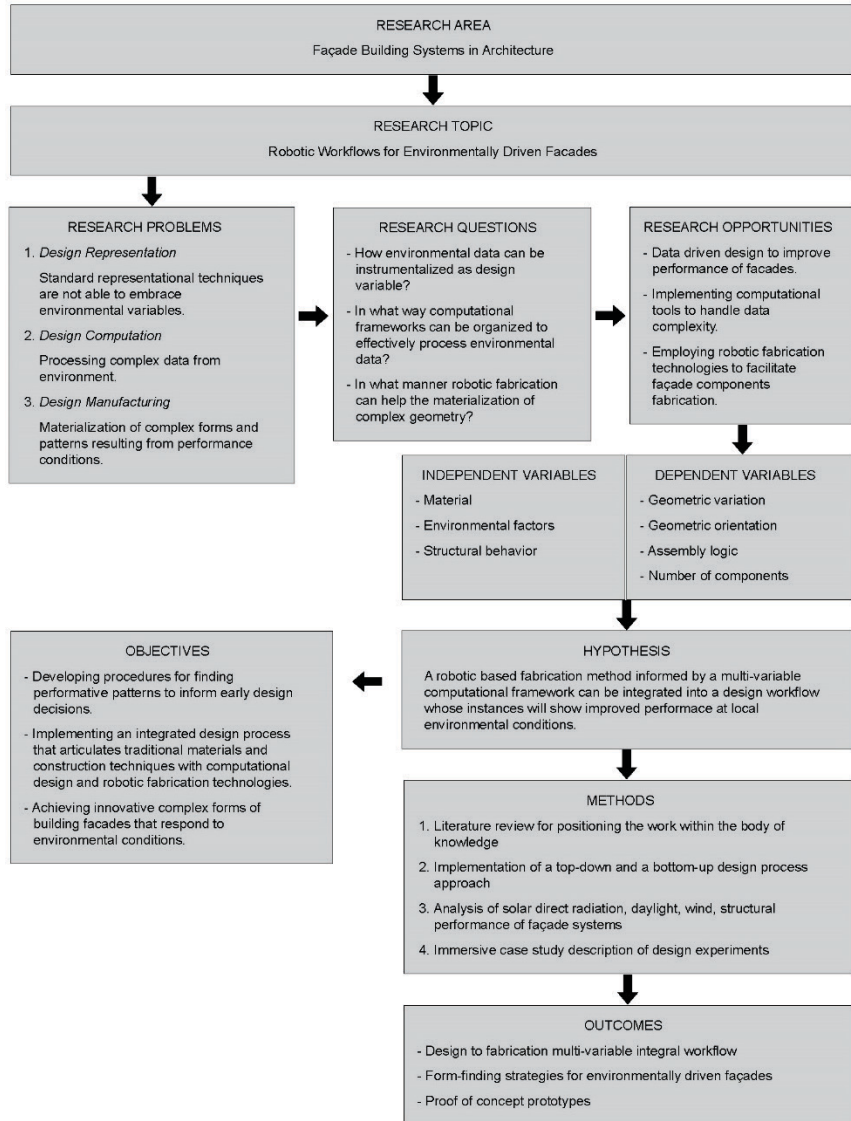 RESEARCH AREA
Façade Building Systems in Architecture
RESEARCH TOPIC
Robotic Workflows for Environmentally Driven Facades
RESEARCH PROBLEMS
1. Design Representation
Standard representational techniques
are not able to embrace
environmental variables.
2. Design Computation
Processing complex data from
environment.
3. Design Manufacturing
Materialization of complex forms and
patterns resulting from performance
conditions.
RESEARCH QUESTIONS
- How environmental data can be
instrumentalized as design
variable?
- In what way computational
frameworks can be organized to
effectively process environmental
data?
- In what manner robotic fabrication
can help the materialization of
complex geometry?
RESEARCH OPPORTUNITIES
- Data driven design to improve
performance of facades.
- Implementing computational
tools to handle data
complexity.
- Employing robotic fabrication
technologies to facilitate
façade components
fabrication.
INDEPENDENT VARIABLES
- Material
- Environmental factors
- Structural behavior
DEPENDENT VARIABLES
- Geometric variation
- Geometric orientation
- Assembly logic
- Number of components
HYPOTHESIS
A robotic based fabrication method informed by a multi-variable
computational framework can be integrated into a design workflow
whose instances will show improved performace at local
environmental conditions.
OBJECTIVES
- Developing procedures for finding
performative patterns to inform early design
decisions.
- Implementing an integrated design process
that articulates traditional materials and
construction techniques with computational
design and robotic fabrication technologies.
- Achieving innovative complex forms of
building facades that respond to
environmental conditions.
METHODS
1. Literature review for positioning the work within the body of
knowledge
2. Implementation of a top-down and a bottom-up design process
approach
3. Analysis of solar direct radiation, daylight, wind, structural
performance of façade systems
4. Immersive case study description of design experiments
OUTCOMES
- Design to fabrication multi-variable integral workflow
- Form-finding strategies for environmentally driven façades
- Proof of concept prototypes